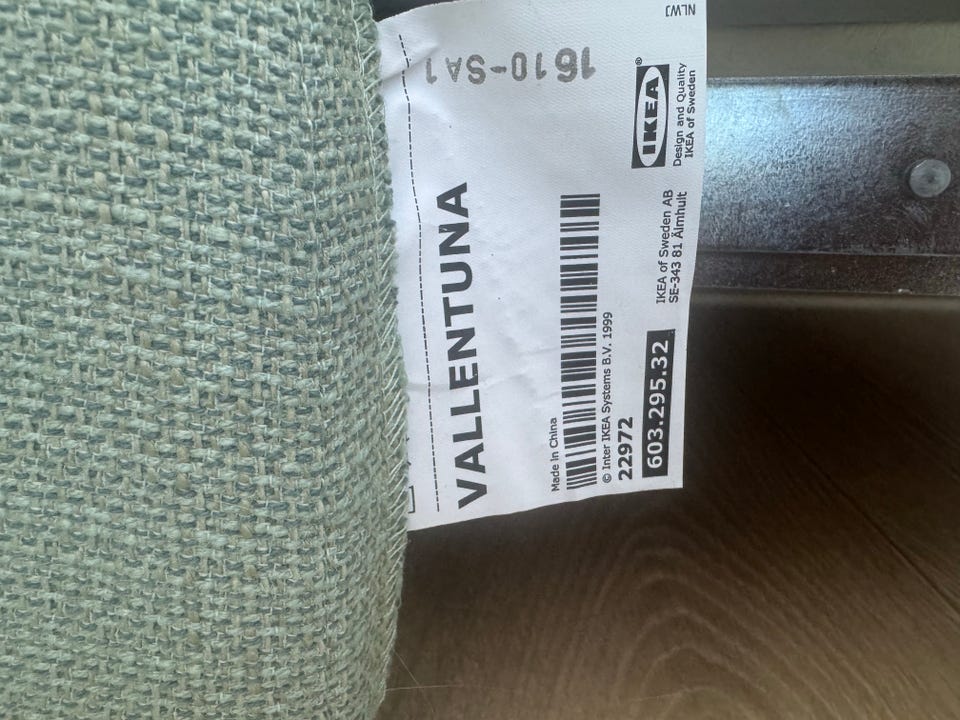 VALLENTUNA
Made in China
© Inter IKEA Systems B.V. 1999
22972
603.295.32
IKEA of Sweden AB
SE-343 81 Älmhult
IKEA®
Design and Quality
IKEA of Sweden
1610-SA1
NLWJ